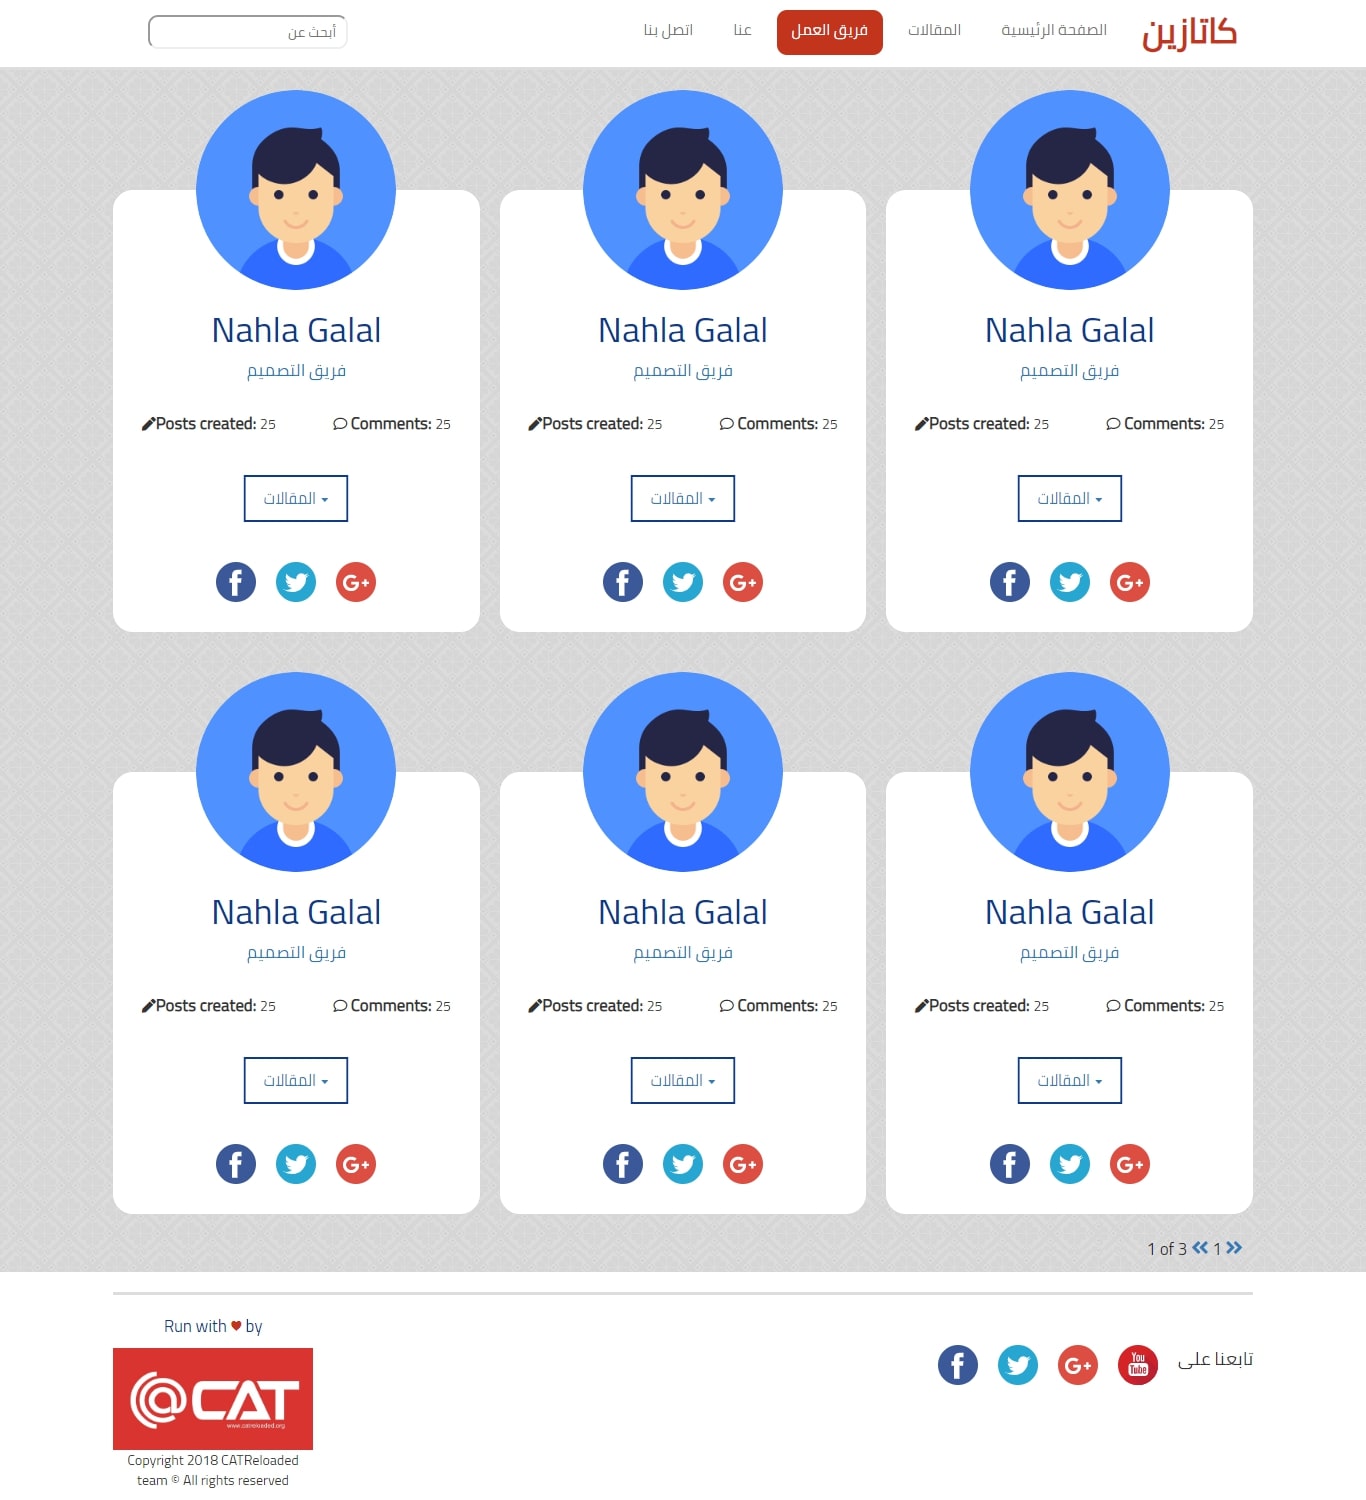 كاتازين
الصفحة الرئيسية
المقالات
فريق العمل
عنا
اتصل بنا
أبحث عن
Nahla Galal
فريق التصميم
Posts created: 25 Comments: 25
المقالات
Nahla Galal
فريق التصميم
Posts created: 25 Comments: 25
المقالات
Nahla Galal
فريق التصميم
Posts created: 25 Comments: 25
المقالات
Nahla Galal
فريق التصميم
Posts created: 25 Comments: 25
المقالات
Nahla Galal
فريق التصميم
Posts created: 25 Comments: 25
المقالات
Nahla Galal
فريق التصميم
Posts created: 25 Comments: 25
المقالات
1 of 3 « 1 »
تابعنا على
You
Tube
G+
Run with ♥ by
@CAT
www.catreloaded.org
Copyright 2018 CATReloaded
team © All rights reserved